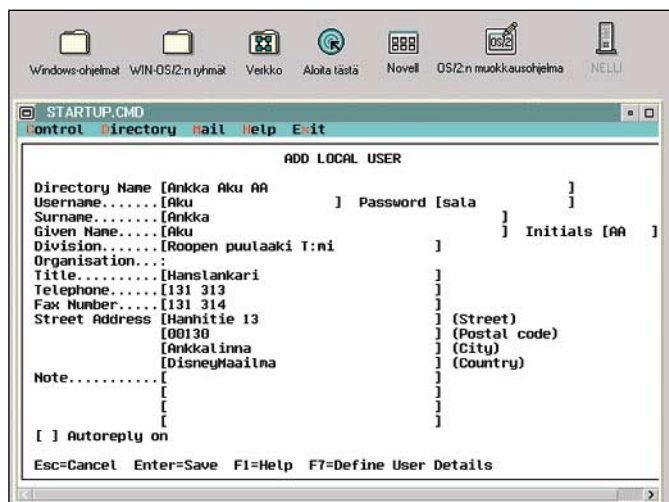 Windows-ohjelmat WIN-OS/2:n ryhmät Verkko Aloita tästä Novell OS/2:n muokkausohjelma NELLI
STARTUP.CMD
Control Directory Mail Help Exit
ADD LOCAL USER
Directory Name [Ankka Aku AA ]
Username.......[Aku ] Password [sala ]
Surname........[Ankka ]
Given Name.....[Aku ] Initials [AA ]
Division.......[Roopen puulaaki T:mi ]
Organisation...:
Title..........[Hanslankari ]
Telephone......[131 313 ]
Fax Number.....[131 314 ]
Street Address [Hanhitie 13 ] (Street)
[00130 ] (Postal code)
[Ankkalinna ] (City)
[DisneyMaailma ] (Country)
Note...........[ ]
[ ]
[ ]
[ ] Autoreply on
Esc=Cancel Enter=Save F1=Help F7=Define User Details